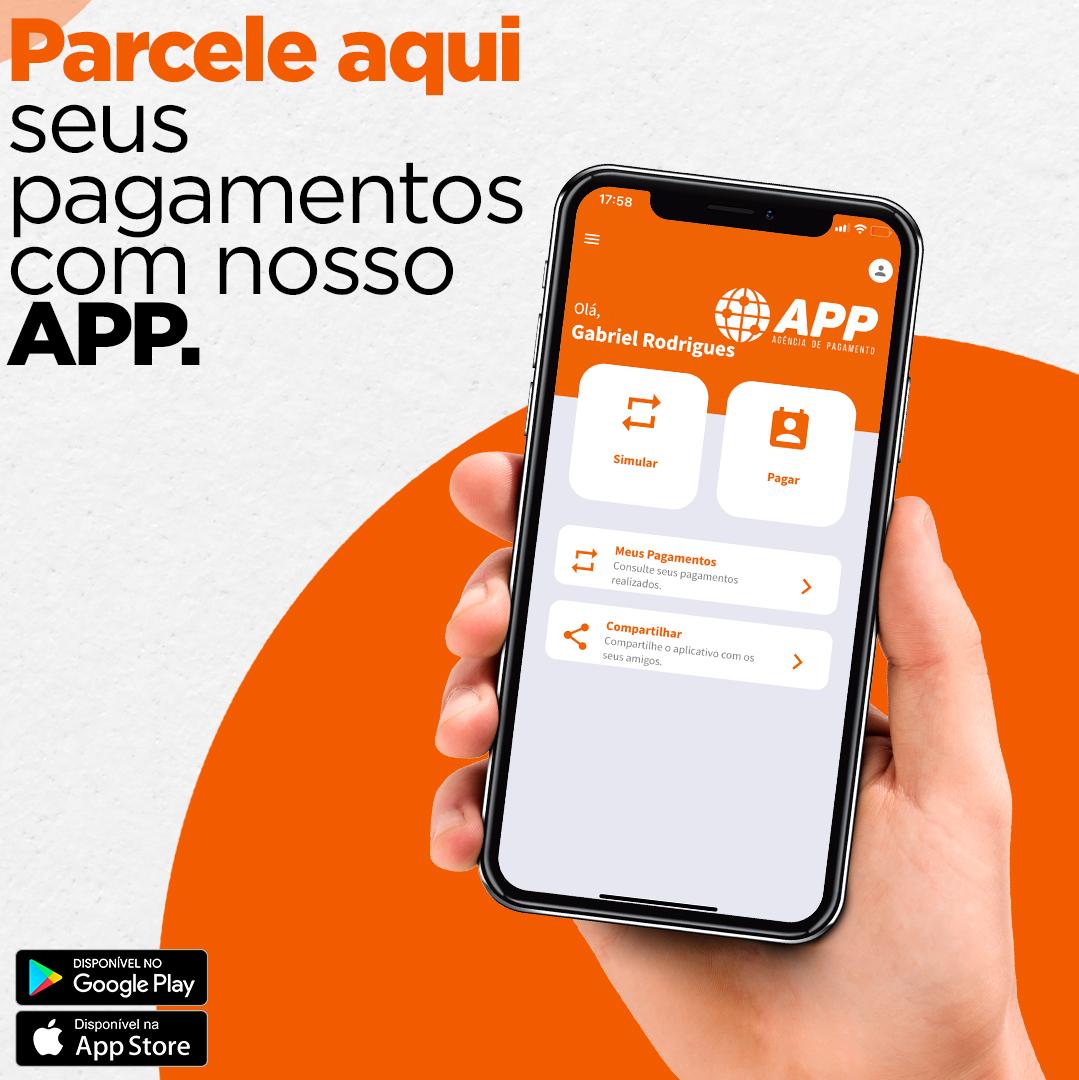 Parcele aqui
seus
pagamentos
com nosso
APP.
17:58
APP
AGÊNCIA DE PAGAMENTO
Olá,
Gabriel Rodrigues
Simular
Pagar
Meus Pagamentos
Consulte seus pagamentos
realizados.
Compartilhar
Compartilhe o aplicativo com os
seus amigos.
DISPONÍVEL NO
Google Play
Disponível na
App Store